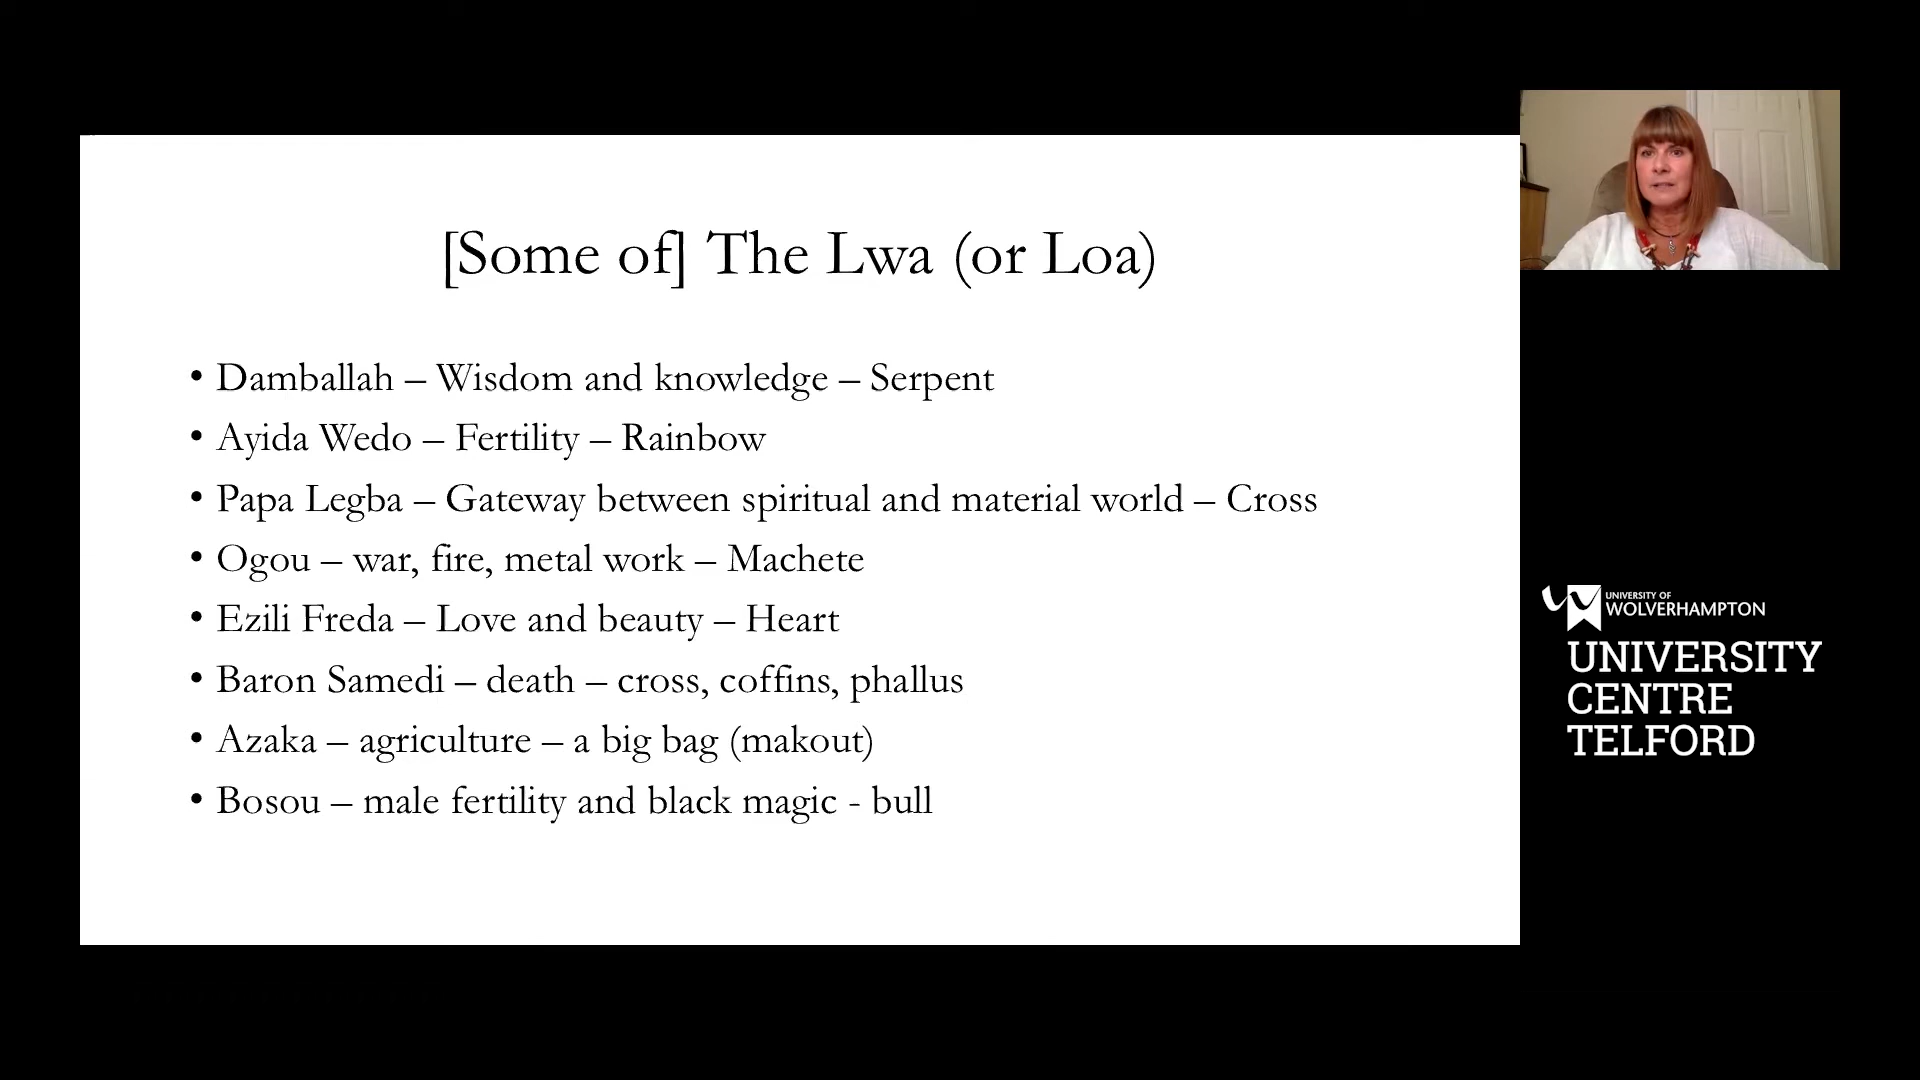 [Some of] The Lwa (or Loa)
• Damballah – Wisdom and knowledge – Serpent
• Ayida Wedo – Fertility – Rainbow
• Papa Legba – Gateway between spiritual and material world – Cross
• Ogou – war, fire, metal work – Machete
• Ezili Freda – Love and beauty – Heart
• Baron Samedi – death – cross, coffins, phallus
• Azaka – agriculture – a big bag (makout)
• Bosou – male fertility and black magic - bull
UNIVERSITY OF
WOLVERHAMPTON
UNIVERSITY
CENTRE
TELFORD